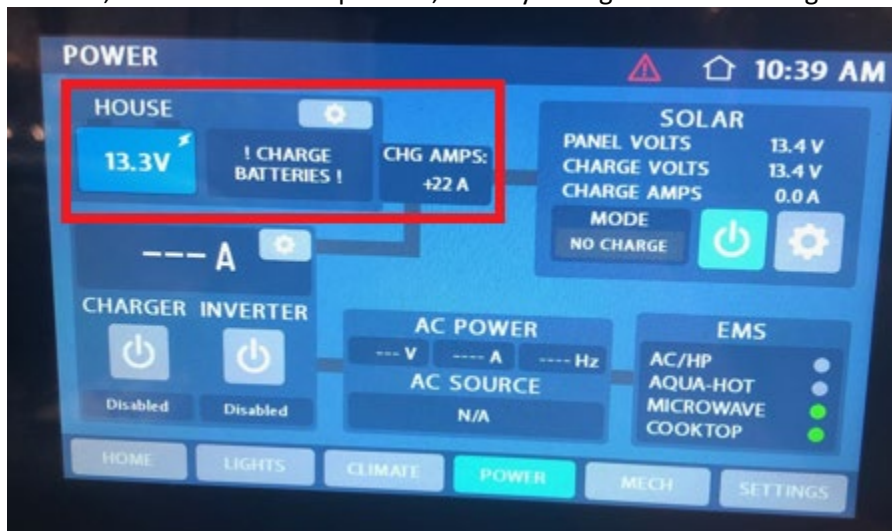 POWER
10:39 AM
HOUSE
13.3V
! CHARGE
BATTERIES !
CHG AMPS:
+22 A
SOLAR
PANEL VOLTS 13.4 V
CHARGE VOLTS 13.4 V
CHARGE AMPS 0.0 A
MODE
NO CHARGE
--- A
CHARGER INVERTER
Disabled Disabled
AC POWER
--- V ---- A ---- Hz
AC SOURCE
N/A
EMS
AC/HP
AQUA-HOT
MICROWAVE
COOKTOP
HOME LIGHTS CLIMATE POWER MECH SETTINGS